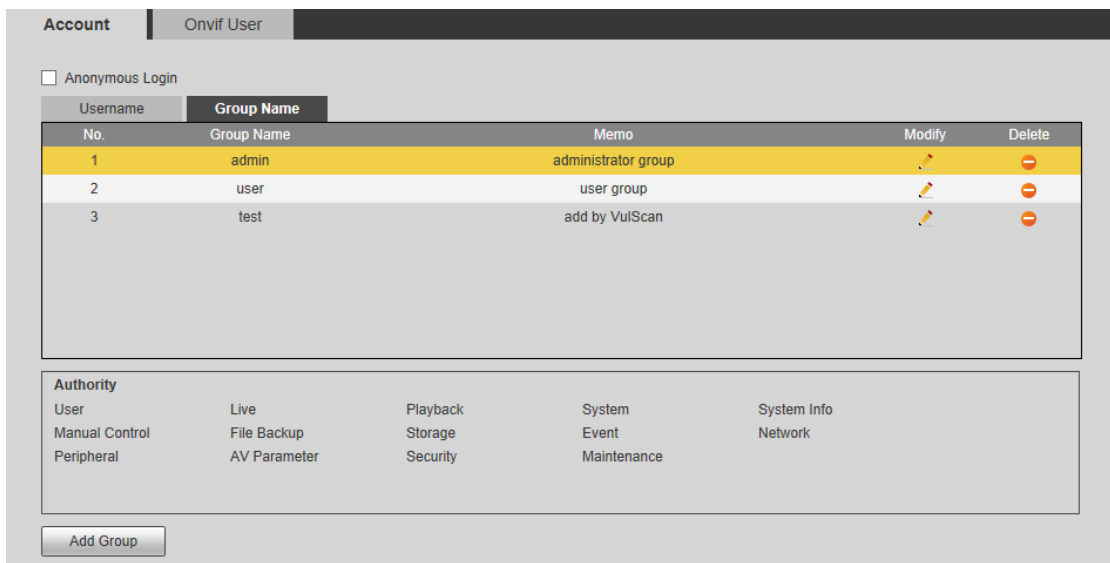 Account Onvif User
Anonymous Login
Username Group Name
No. Group Name Memo Modify Delete
1 admin administrator group
2 user user group
3 test add by VulScan
Authority
User Live Playback System System Info
Manual Control File Backup Storage Event Network
Peripheral AV Parameter Security Maintenance
Add Group